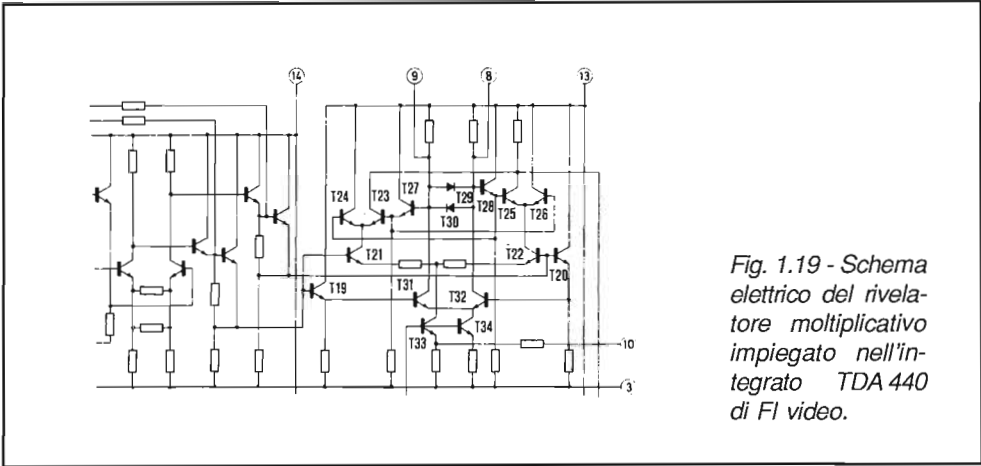 14
9
8
13
T27
T24
T23
T29
T28
T25
T26
T30
T21
T22
T20
T19
T31
T32
T33
T34
10
3
Fig. 1.19 - Schema
elettrico del rivela-
tore moltiplicativo
impiegato nell'in-
tegrato TDA 440
di FI video.